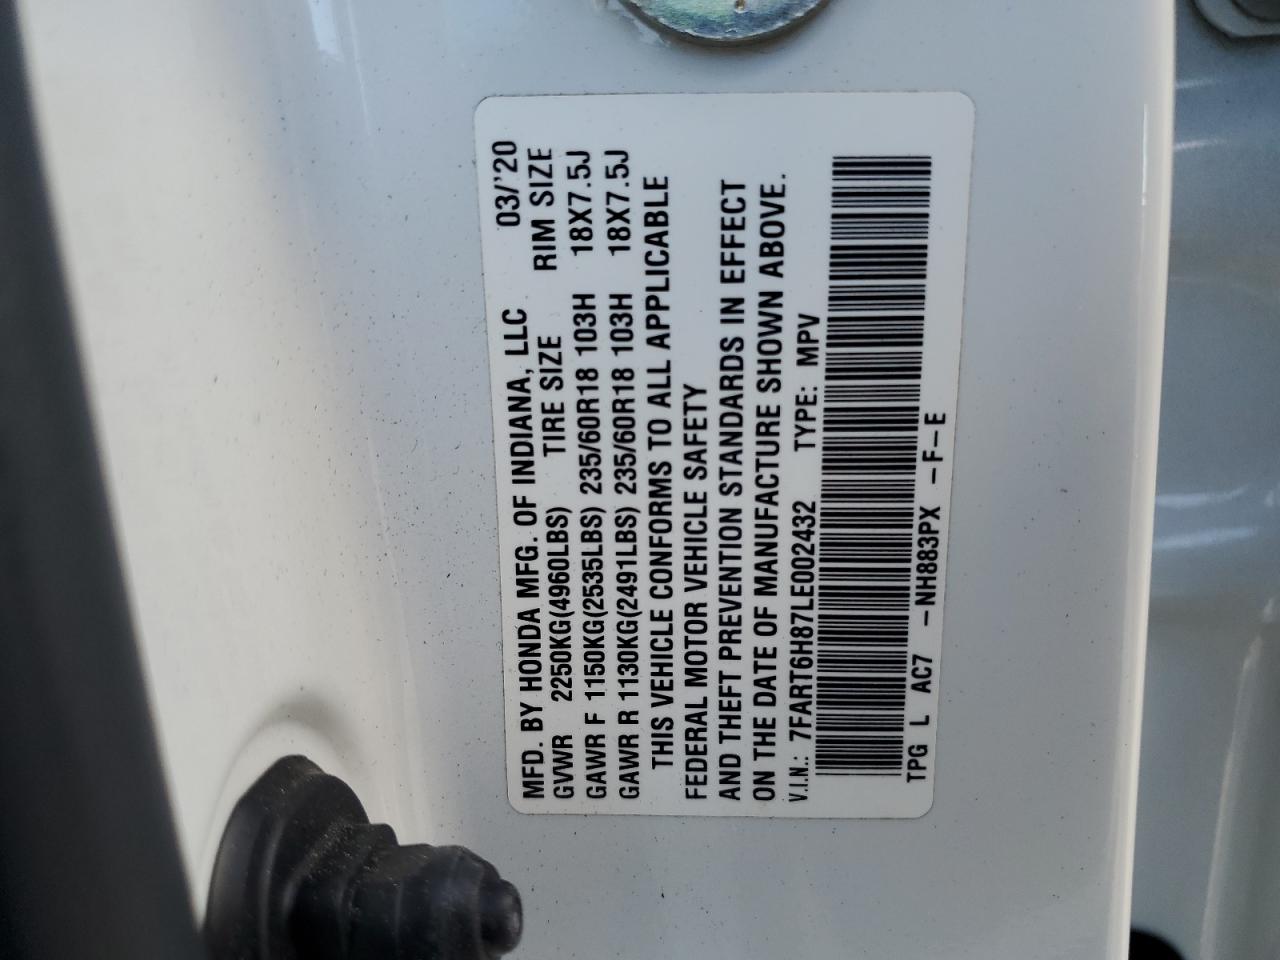 MFD. BY HONDA MFG. OF INDIANA, LLC 03/'20
GVWR 2250KG(4960LBS) TIRE SIZE RIM SIZE
GAWR F 1150KG(2535LBS) 235/60R18 103H 18X7.5J
GAWR R 1130KG(2491LBS) 235/60R18 103H 18X7.5J
THIS VEHICLE CONFORMS TO ALL APPLICABLE
FEDERAL MOTOR VEHICLE SAFETY
AND THEFT PREVENTION STANDARDS IN EFFECT
ON THE DATE OF MANUFACTURE SHOWN ABOVE.
V.I.N.: 7FART6H87LE002432 TYPE: MPV
TPG L AC7 -NH883PX -F-E